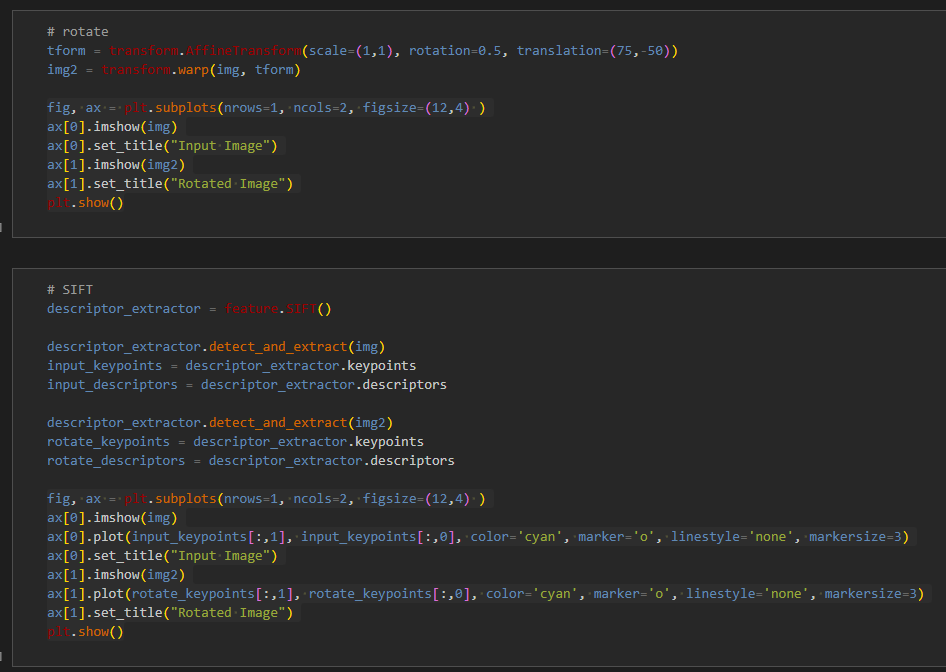 # rotate
tform = transform.AffineTransform(scale=(1,1), rotation=0.5, translation=(75,-50))
img2 = transform.warp(img, tform)
fig, ax = plt.subplots(nrows=1, ncols=2, figsize=(12,4) )
ax[0].imshow(img)
ax[0].set_title("Input Image")
ax[1].imshow(img2)
ax[1].set_title("Rotated Image")
plt.show()
# SIFT
descriptor_extractor = feature.SIFT()
descriptor_extractor.detect_and_extract(img)
input_keypoints = descriptor_extractor.keypoints
input_descriptors = descriptor_extractor.descriptors
descriptor_extractor.detect_and_extract(img2)
rotate_keypoints = descriptor_extractor.keypoints
rotate_descriptors = descriptor_extractor.descriptors
fig, ax = plt.subplots(nrows=1, ncols=2, figsize=(12,4) )
ax[0].imshow(img)
ax[0].plot(input_keypoints[:,1], input_keypoints[:,0], color='cyan', marker='o', linestyle='none', markersize=3)
ax[0].set_title("Input Image")
ax[1].imshow(img2)
ax[1].plot(rotate_keypoints[:,1], rotate_keypoints[:,0], color='cyan', marker='o', linestyle='none', markersize=3)
ax[1].set_title("Rotated Image")
plt.show()